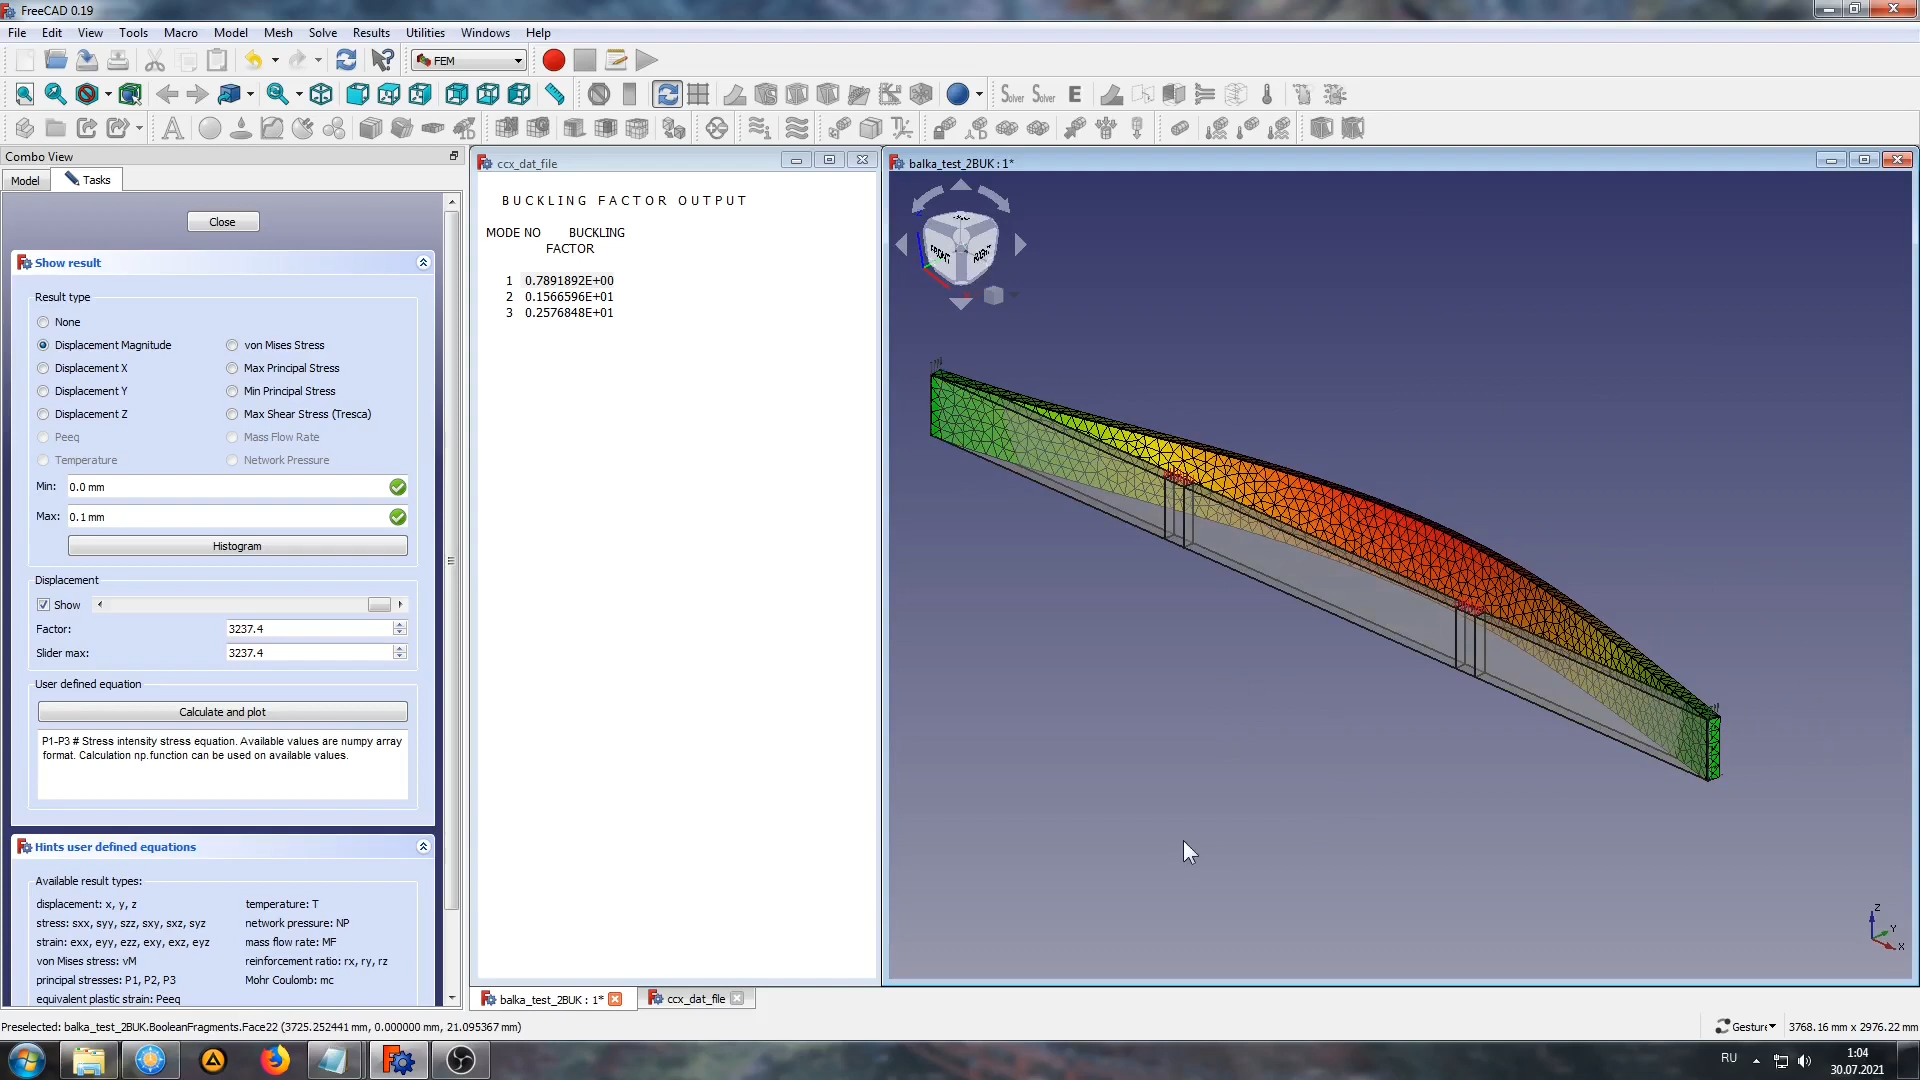 FreeCAD 0.19
File Edit View Tools Macro Model Mesh Solve Results Utilities Windows Help
FEM
Solver Solver E
Combo View
Model Tasks
Close
Show result
Result type
None
Displacement Magnitude von Mises Stress
Displacement X Max Principal Stress
Displacement Y Min Principal Stress
Displacement Z Max Shear Stress (Tresca)
Peeq Mass Flow Rate
Temperature Network Pressure
Min: 0.0 mm
Max: 0.1 mm
Histogram
Displacement
Show
Factor: 3237.4
Slider max: 3237.4
User defined equation
Calculate and plot
P1-P3 # Stress intensity stress equation. Available values are numpy array
format. Calculation np.function can be used on available values.
Hints user defined equations
Available result types:
displacement: x, y, z temperature: T
stress: sxx, syy, szz, sxy, sxz, syz network pressure: NP
strain: exx, eyy, ezz, exy, exz, eyz mass flow rate: MF
von Mises stress: vM reinforcement ratio: rx, ry, rz
principal stresses: P1, P2, P3 Mohr Coulomb: mc
equivalent plastic strain: Peeq
ccx_dat_file
BUCKLING FACTOR OUTPUT
MODE NO BUCKLING
FACTOR
1 0.7891892E+00
2 0.1566596E+01
3 0.2576848E+01
balka_test_2BUK : 1*
FRONT RIGHT
Z
Y
X
balka_test_2BUK : 1* ccx_dat_file
Preselected: balka_test_2BUK.BooleanFragments.Face22 (3725.252441 mm, 0.000000 mm, 21.095367 mm)
Gesture 3768.16 mm x 2976.22 mm
RU
1:04
30.07.2021